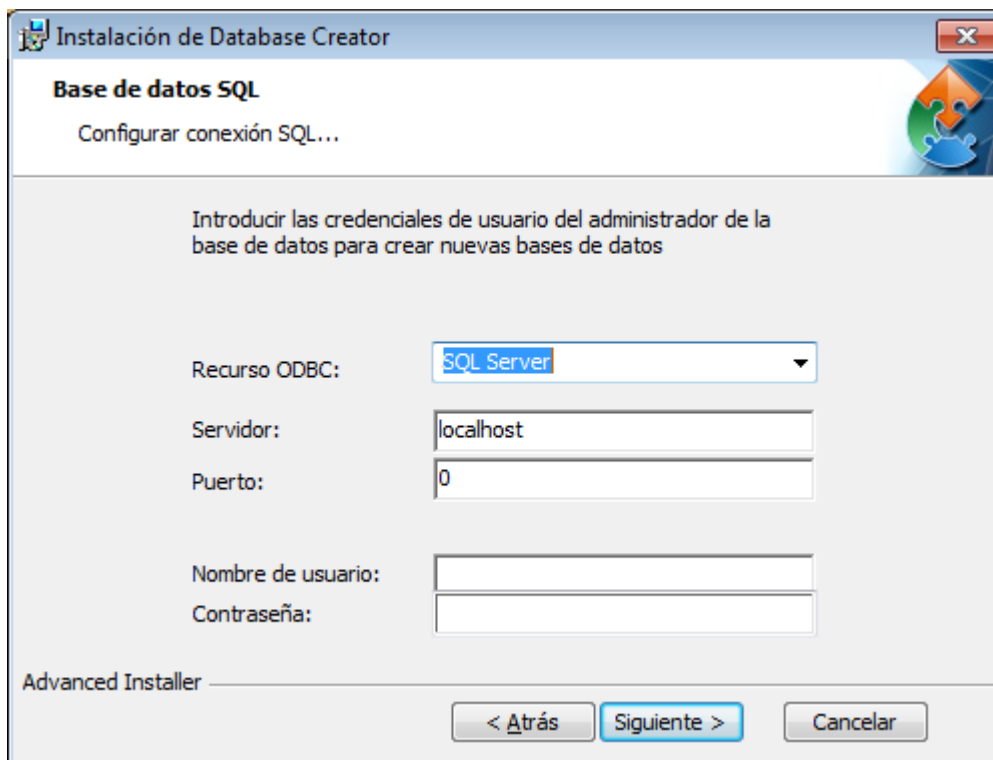 Instalación de Database Creator
Base de datos SQL
Configurar conexión SQL...
Introducir las credenciales de usuario del administrador de la
base de datos para crear nuevas bases de datos
Recurso ODBC: SQL Server
Servidor: localhost
Puerto: 0
Nombre de usuario:
Contraseña:
Advanced Installer
< Atrás Siguiente > Cancelar